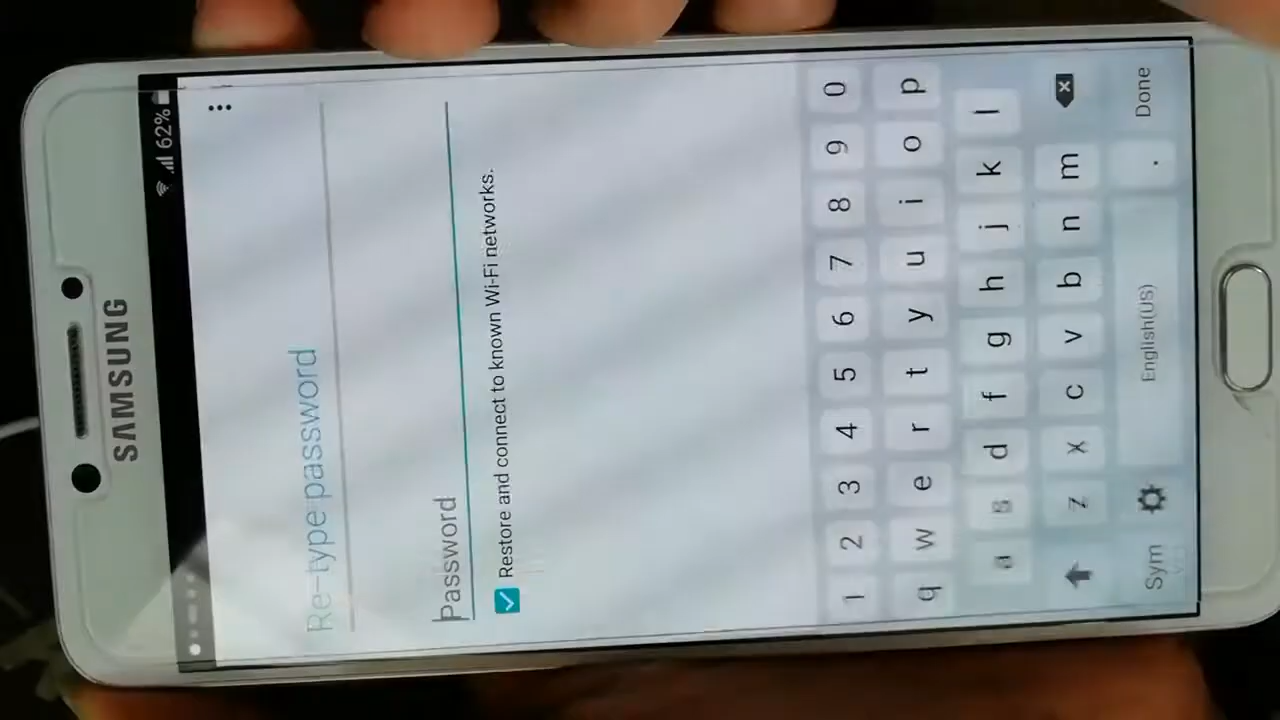 SAMSUNG
62%
Re-type password
Password
Restore and connect to known Wi-Fi networks.
1 2 3 4 5 6 7 8 9 0
q w e r t y u i o p
a s d f g h j k l
z x c v b n m
Sym English(US) . Done